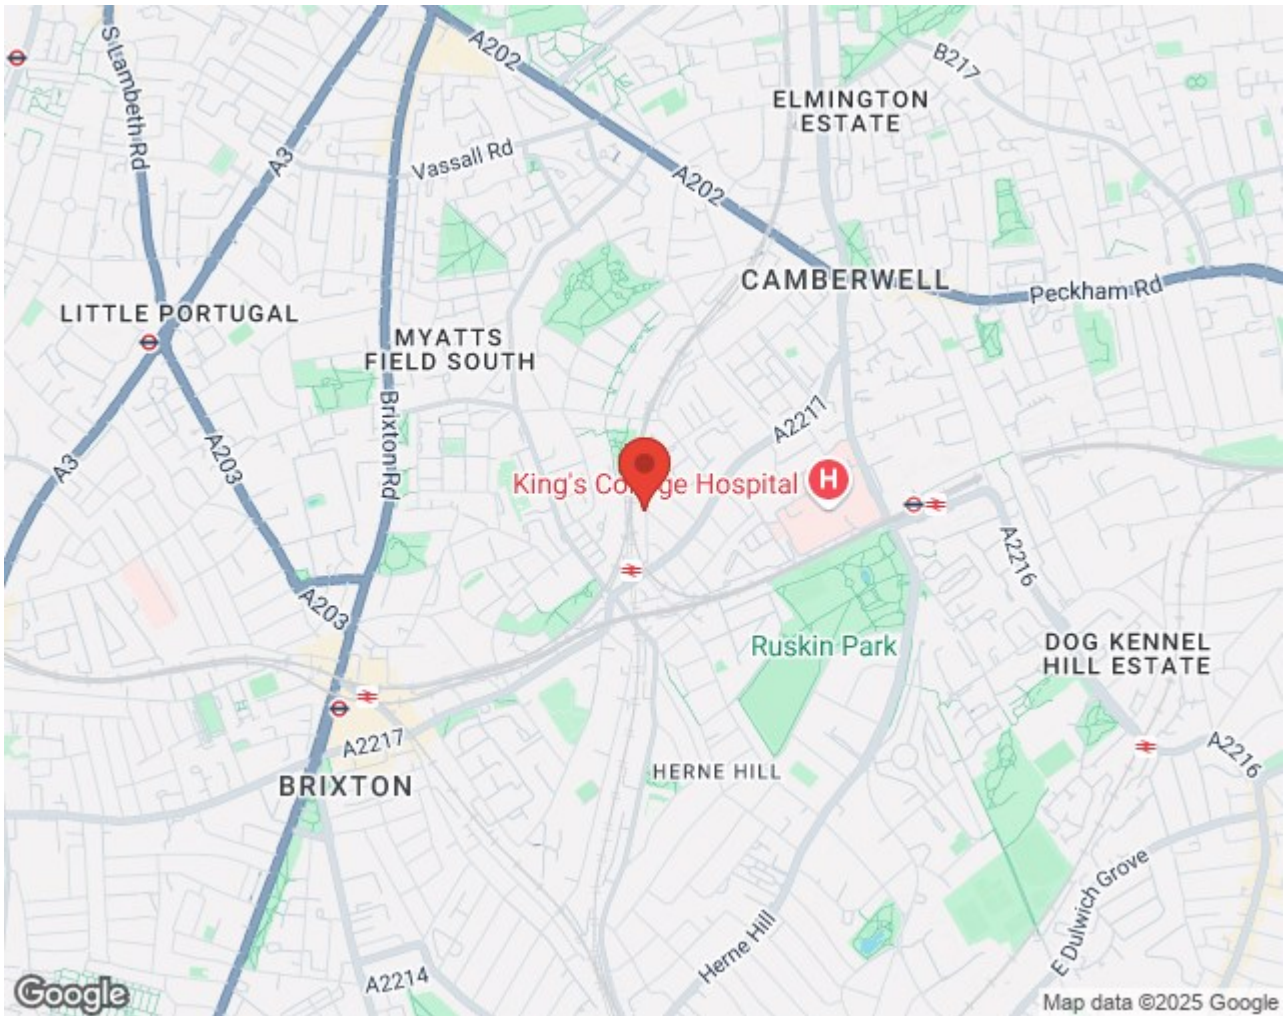 S Lambeth Rd
A202
B217
ELMINGTON
ESTATE
A3
Vassall Rd
A202
CAMBERWELL
Peckham Rd
LITTLE PORTUGAL
MYATTS
FIELD SOUTH
Brixton Rd
A2217
A203
A3
King's Co ge Hospital
H
A2216
A203
Ruskin Park
DOG KENNEL
HILL ESTATE
A2217
A2216
BRIXTON
HERNE HILL
E Dulwich Grove
Herne Hill
A2214
Google
Map data ©2025 Google